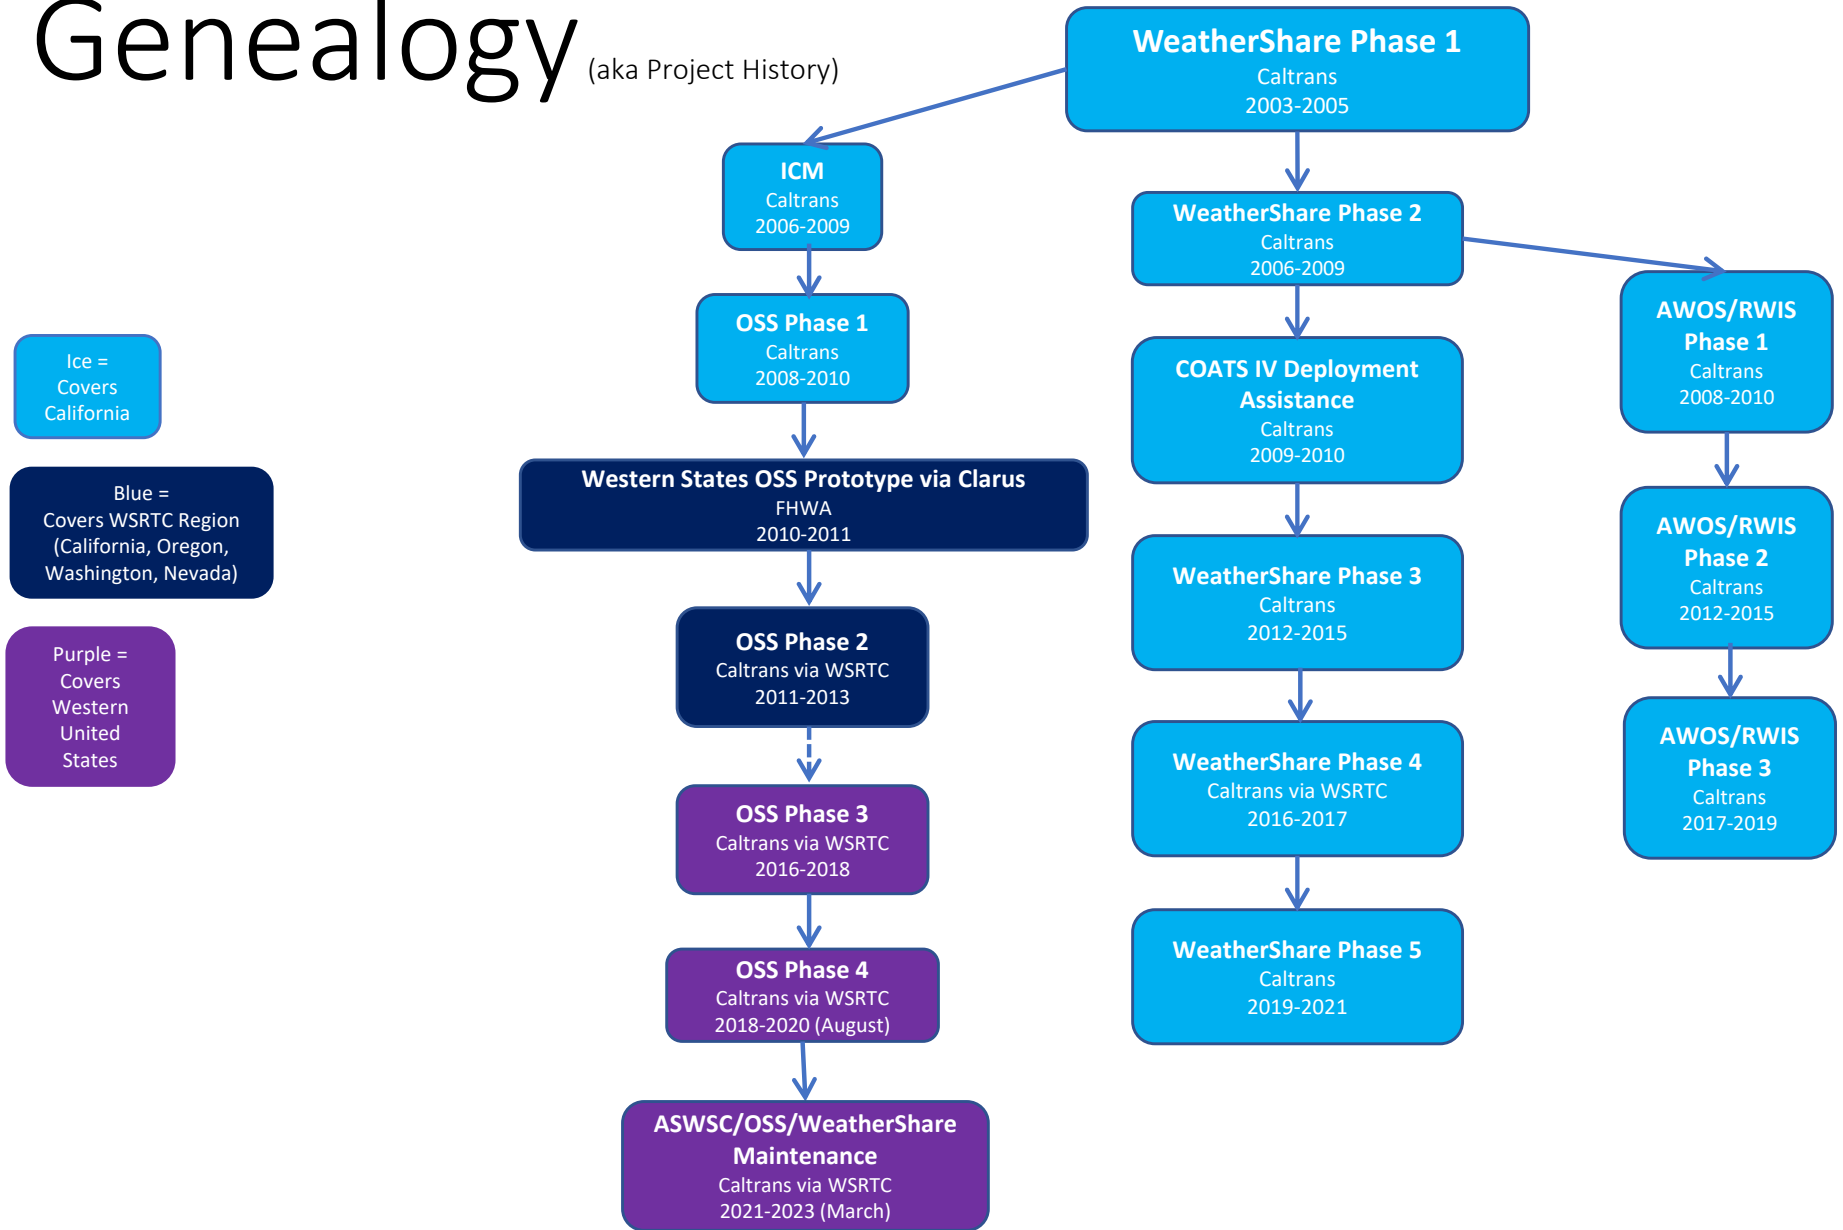 Genealogy (aka Project History)
WeatherShare Phase 1
Caltrans
2003-2005
ICM
Caltrans
2006-2009
WeatherShare Phase 2
Caltrans
2006-2009
OSS Phase 1
Caltrans
2008-2010
AWOS/RWIS
Phase 1
Caltrans
2008-2010
Ice =
Covers
California
COATS IV Deployment
Assistance
Caltrans
2009-2010
Blue =
Covers WSRTC Region
(California, Oregon,
Washington, Nevada)
Western States OSS Prototype via Clarus
FHWA
2010-2011
AWOS/RWIS
Phase 2
Caltrans
2012-2015
WeatherShare Phase 3
Caltrans
2012-2015
Purple =
Covers
Western
United
States
OSS Phase 2
Caltrans via WSRTC
2011-2013
AWOS/RWIS
Phase 3
Caltrans
2017-2019
WeatherShare Phase 4
Caltrans via WSRTC
2016-2017
OSS Phase 3
Caltrans via WSRTC
2016-2018
WeatherShare Phase 5
Caltrans
2019-2021
OSS Phase 4
Caltrans via WSRTC
2018-2020 (August)
ASWSC/OSS/WeatherShare
Maintenance
Caltrans via WSRTC
2021-2023 (March)